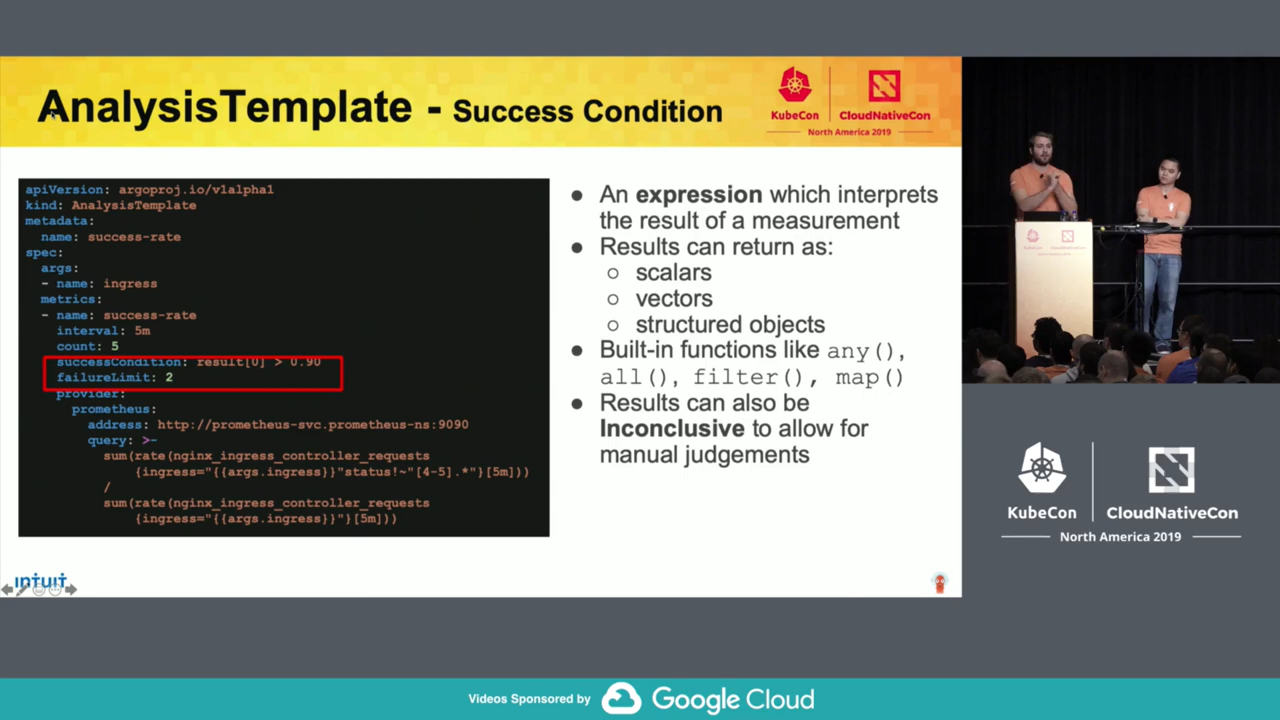 AnalysisTemplate - Success Condition
KubeCon
CloudNativeCon
North America 2019
apiVersion: argoproj.io/v1alpha1
kind: AnalysisTemplate
metadata:
name: success-rate
spec:
args:
- name: ingress
metrics:
- name: success-rate
interval: 5m
count: 5
successCondition: result[0] > 0.90
failureLimit: 2
provider:
prometheus:
address: http://prometheus-svc.prometheus-ns:9090
query: >-
sum(rate(nginx_ingress_controller_requests
{ingress="{{args.ingress}}"status!~"[4-5].*"}[5m]))
/
sum(rate(nginx_ingress_controller_requests
{ingress="{{args.ingress}}"}[5m]))
● An expression which interprets
the result of a measurement
● Results can return as:
○ scalars
○ vectors
○ structured objects
● Built-in functions like any(),
all(), filter(), map()
● Results can also be
Inconclusive to allow for
manual judgements
intuit
KubeCon
CloudNativeCon
North America 2019
Videos Sponsored by
Google Cloud